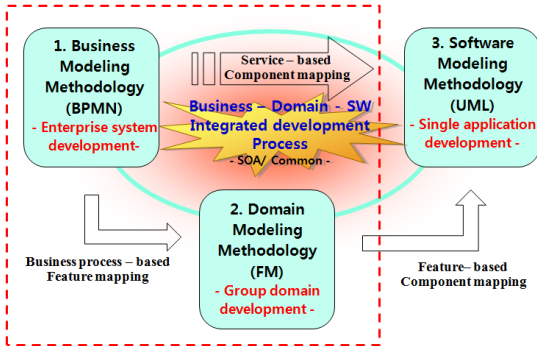 1. Business
Modeling
Methodology
(BPMN)
- Enterprise system
development-
Service – based
Component mapping
3. Software
Modeling
Methodology
(UML)
- Single application
development -
Business – Domain - SW
Integrated development
Process
- SOA/ Common -
2. Domain
Modeling
Methodology
(FM)
- Group domain
development -
Business process – based
Feature mapping
Feature– based
Component mapping